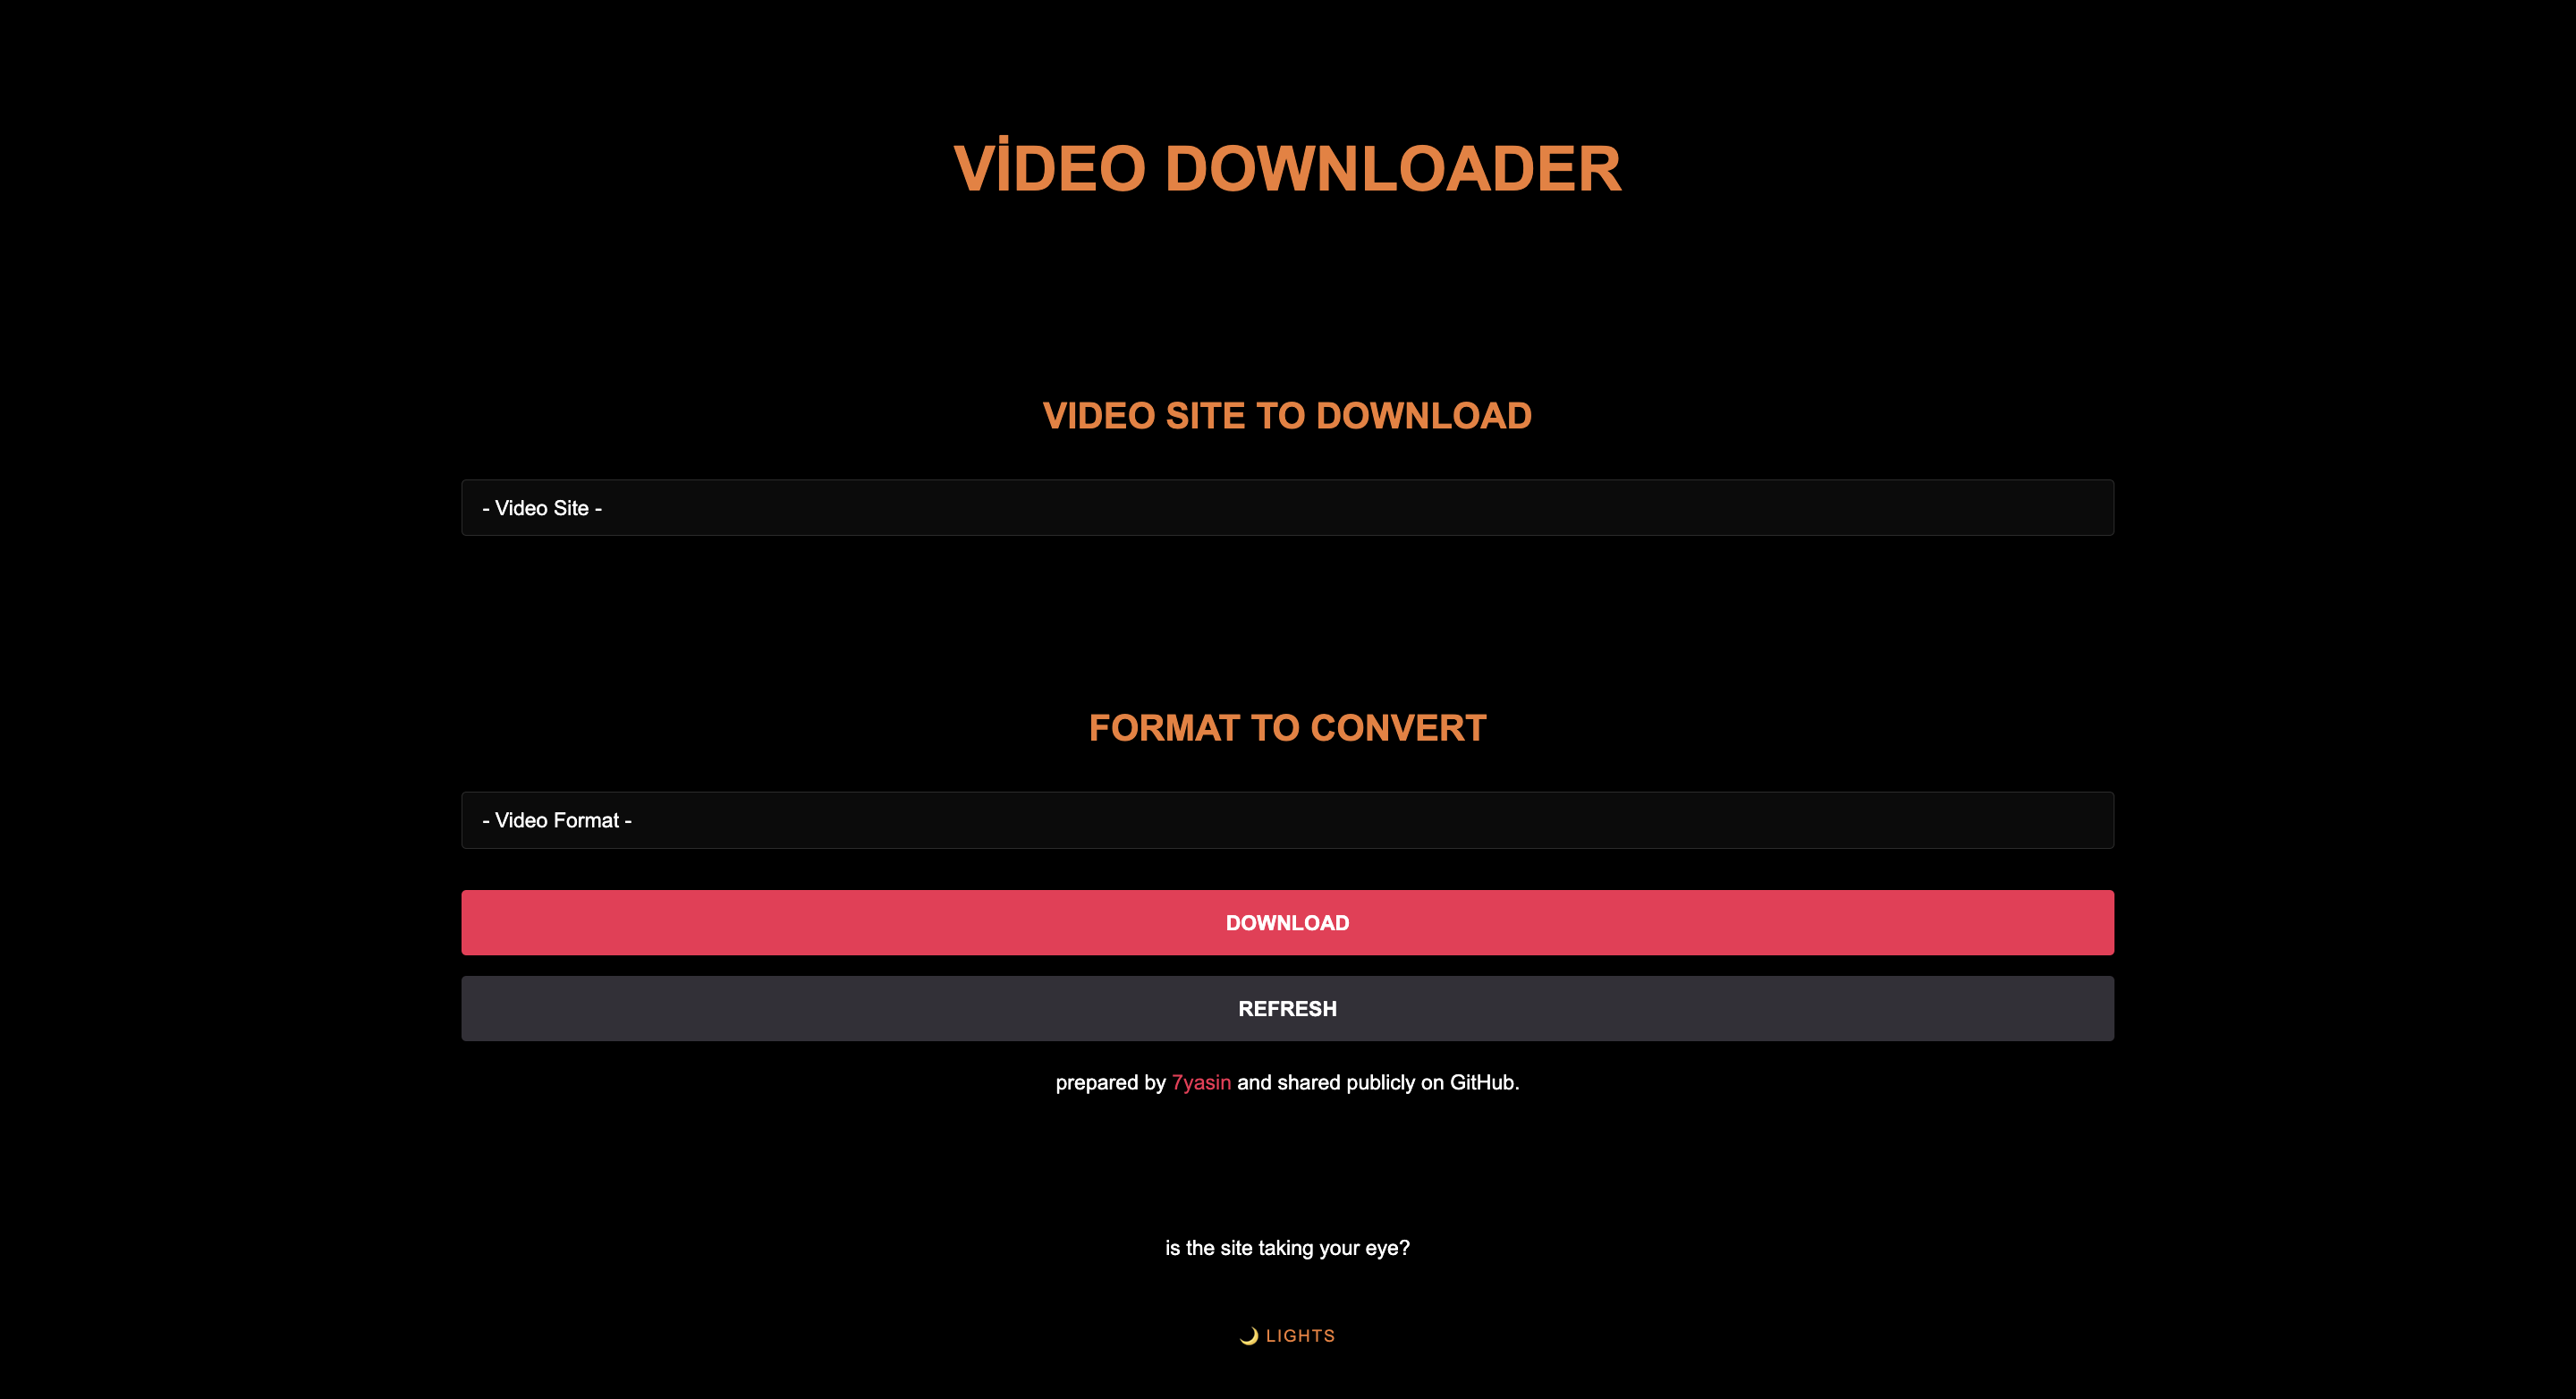 VİDEO DOWNLOADER
VIDEO SITE TO DOWNLOAD
- Video Site -
FORMAT TO CONVERT
- Video Format -
DOWNLOAD
REFRESH
prepared by 7yasin and shared publicly on GitHub.
is the site taking your eye?
🌙 LIGHTS